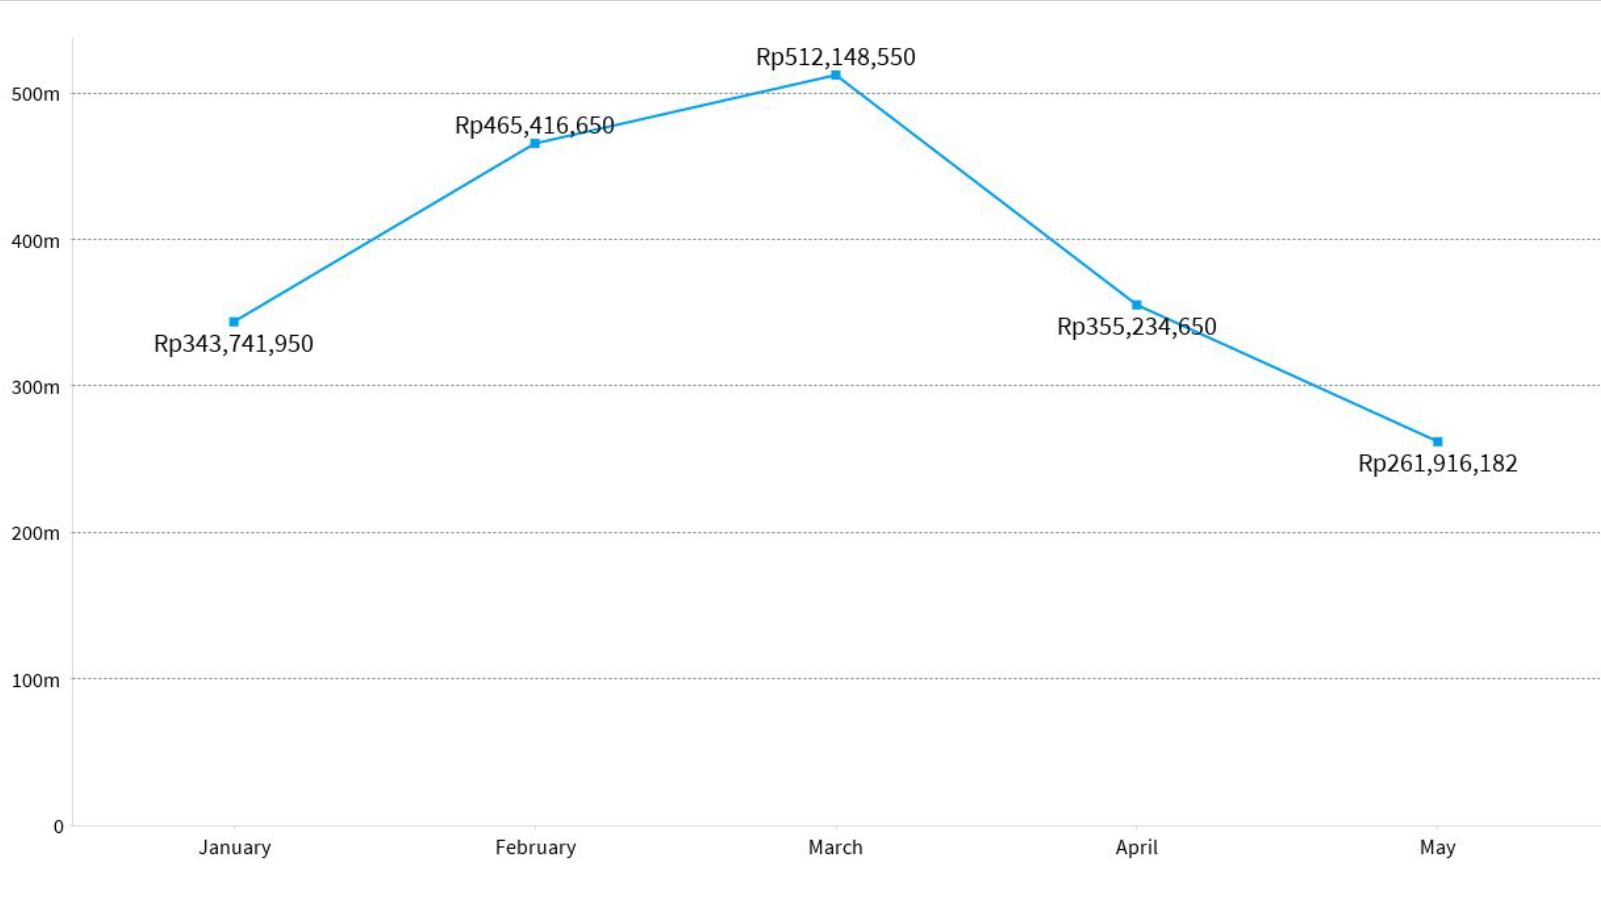 Rp512,148,550
500m
Rp465,416,650
400m
Rp355,234,650
Rp343,741,950
300m
Rp261,916,182
200m
100m
0
January February March April May